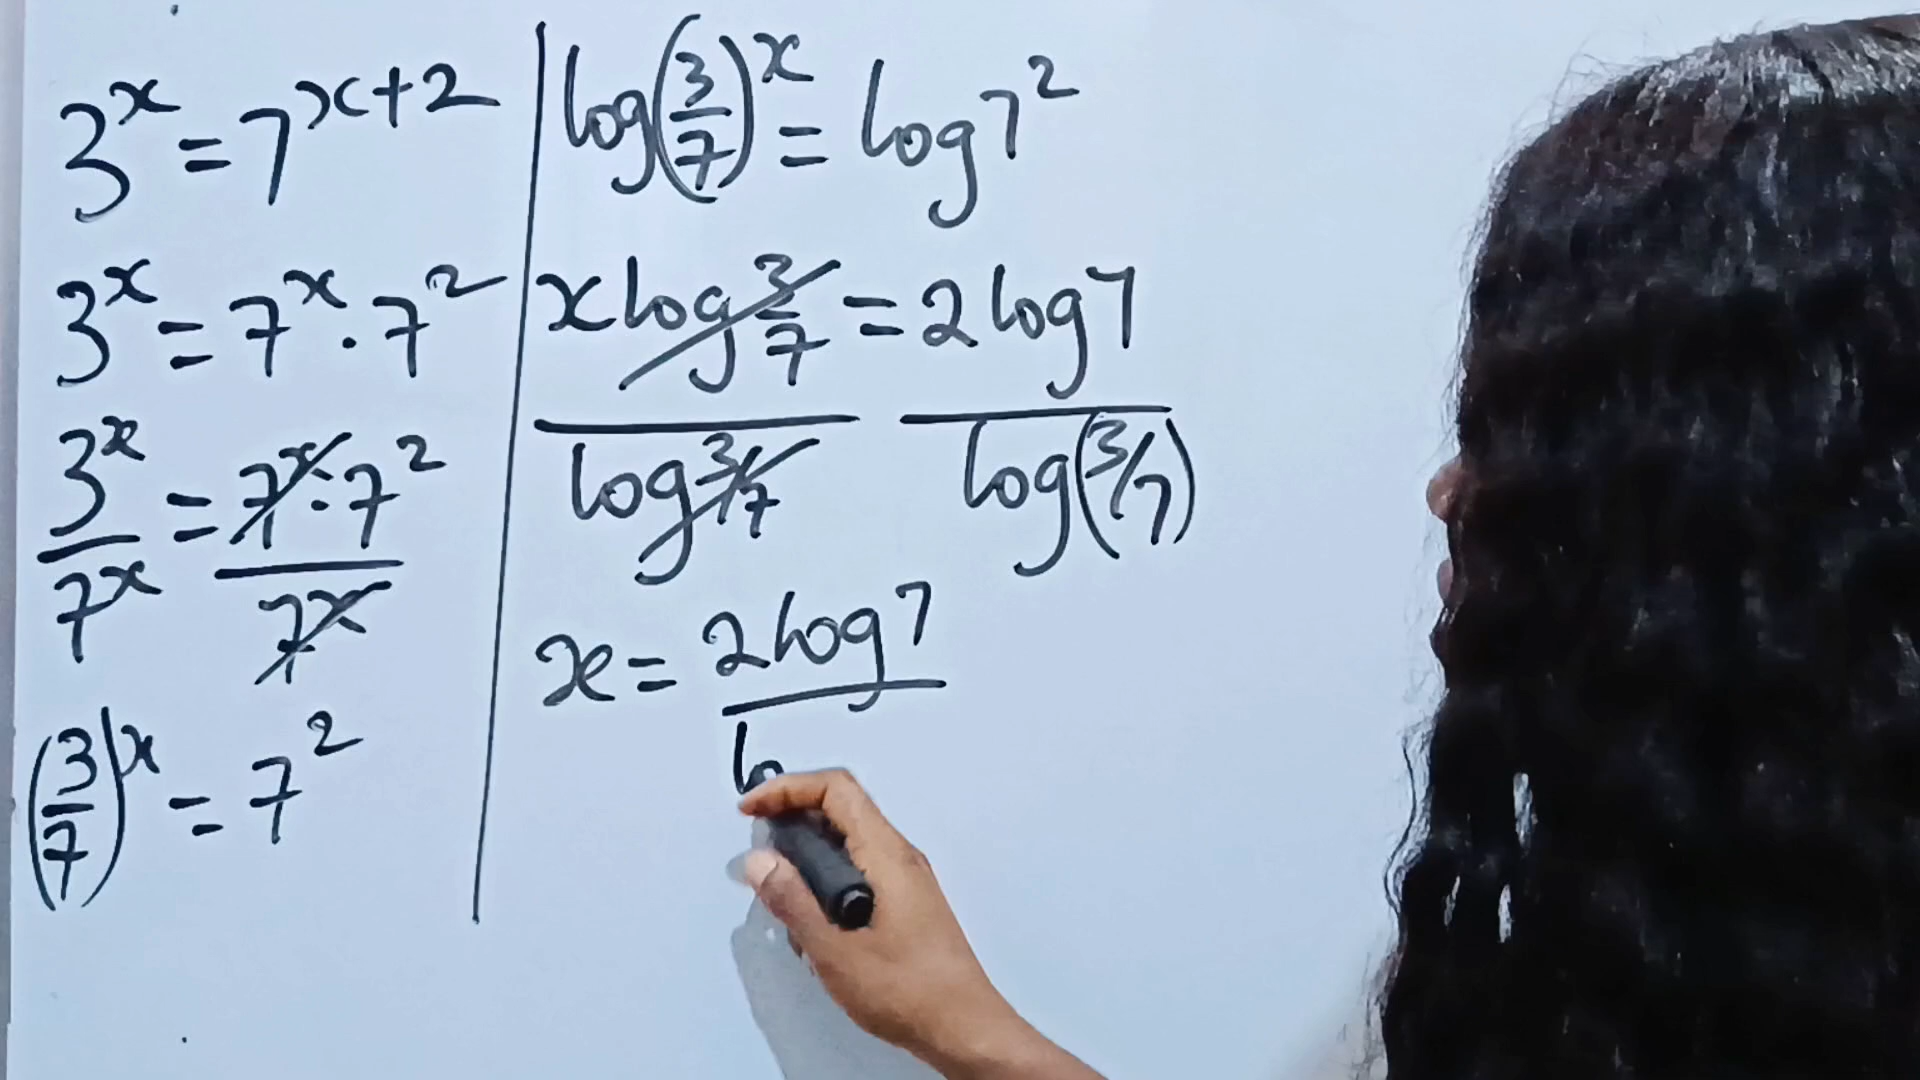 3^x = 7^{x+2}
3^x = 7^x · 7^2
3^x / 7^x = 7^x · 7^2 / 7^x
(3/7)^x = 7^2
log(3/7)^x = log 7^2
x log 3/7 / log 3/7 = 2 log 7 / log(3/7)
x = 2 log 7 / lo